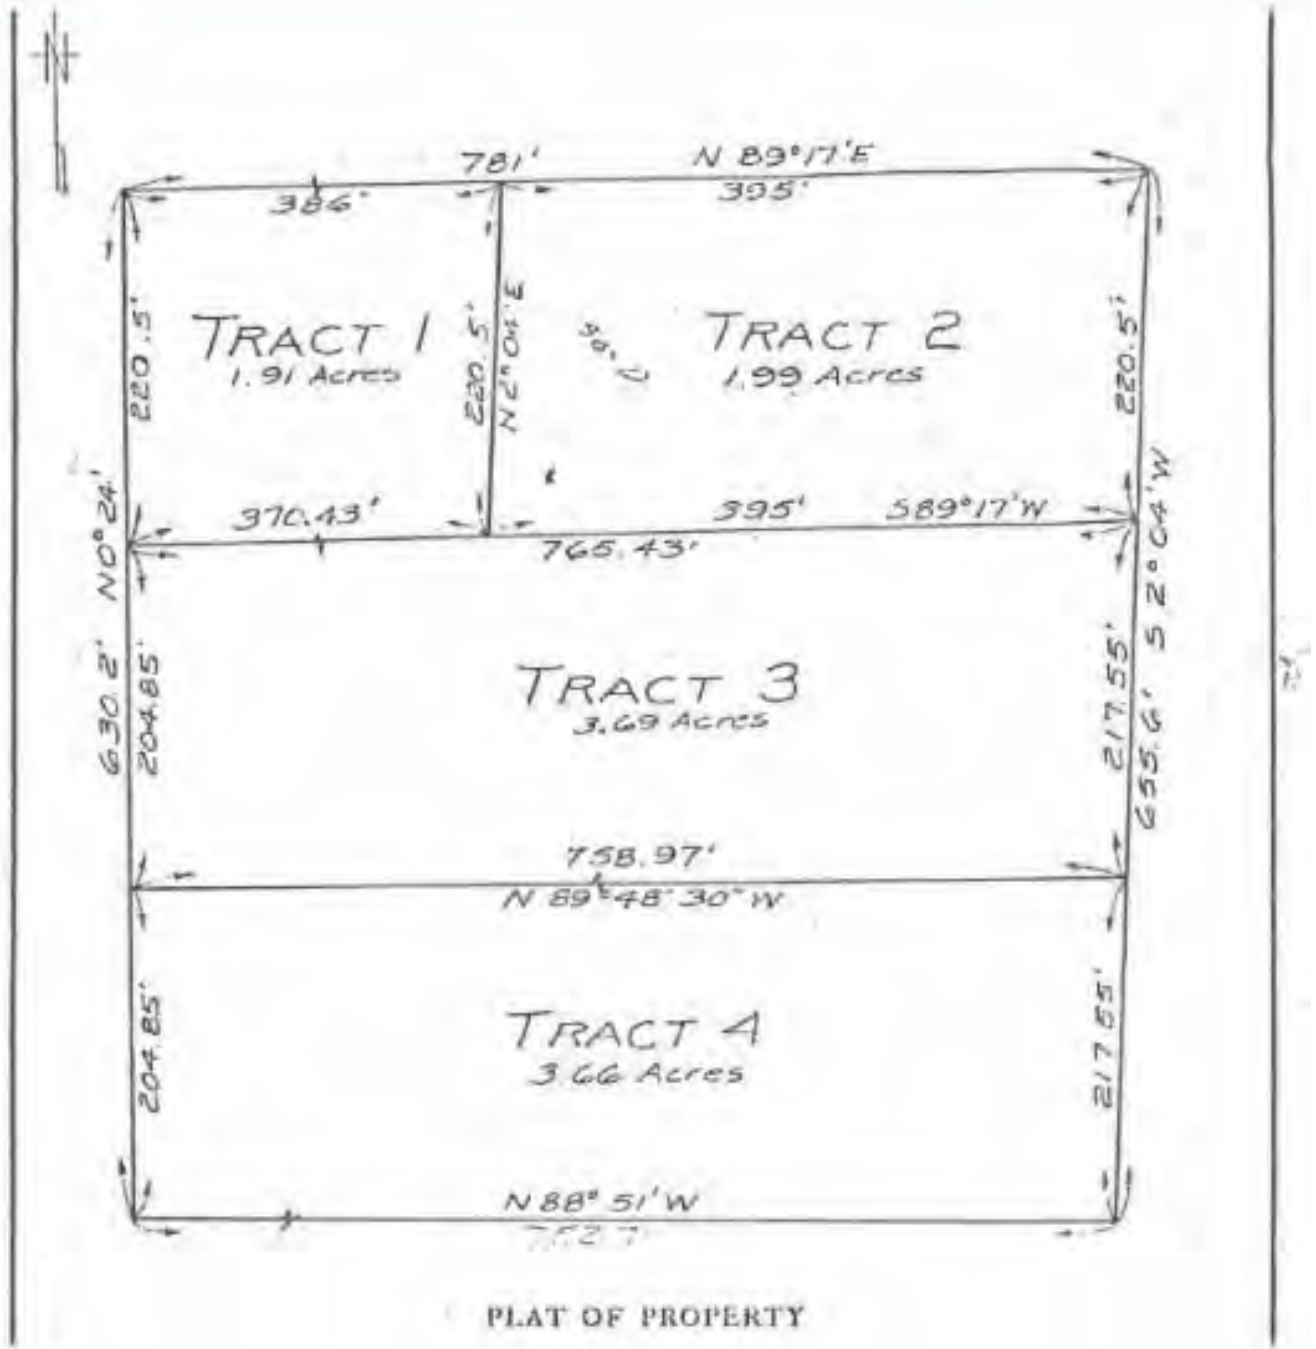 N
781' N 89°17'E
386' 395'
TRACT 1
1.91 Acres
TRACT 2
1.99 Acres
220.5'
220.5'
N 2°04'E
220.5'
370.43' 395' S89°17'W
765.43'
630.2' N0°24'
655.6' S 2°04'W
204.85'
TRACT 3
3.69 Acres
217.55'
758.97'
N 89°48'30"W
204.85'
TRACT 4
3.66 Acres
217 55'
N 88° 51'W
PLAT OF PROPERTY